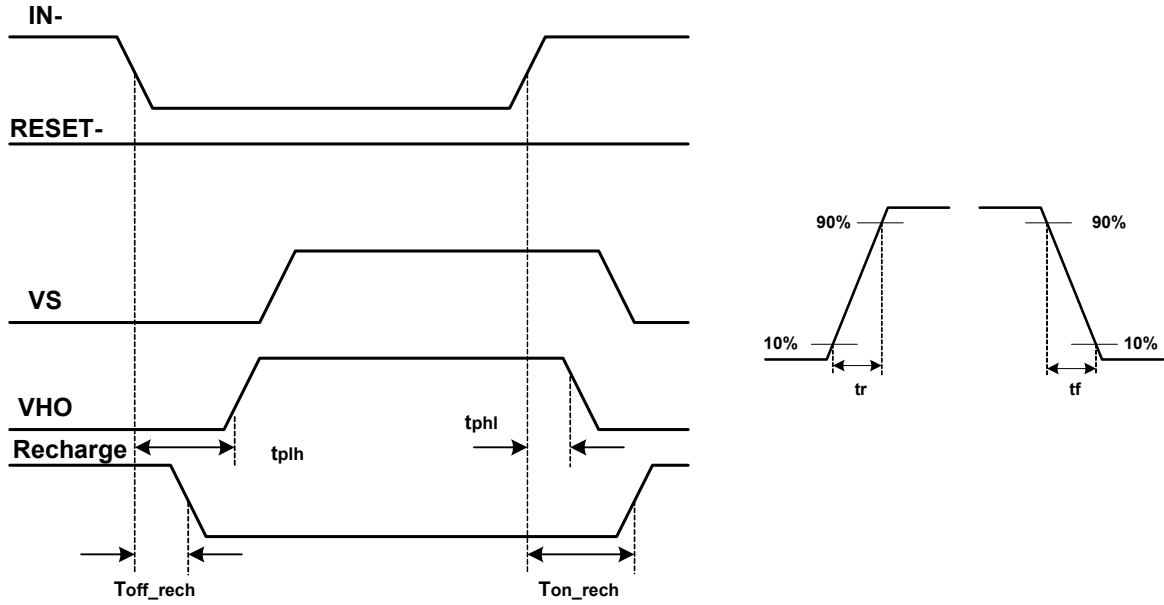 IN-
RESET-
VS
VHO
tphl
Recharge
tplh
Toff_rech
Ton_rech
90%
90%
10%
10%
tr
tf